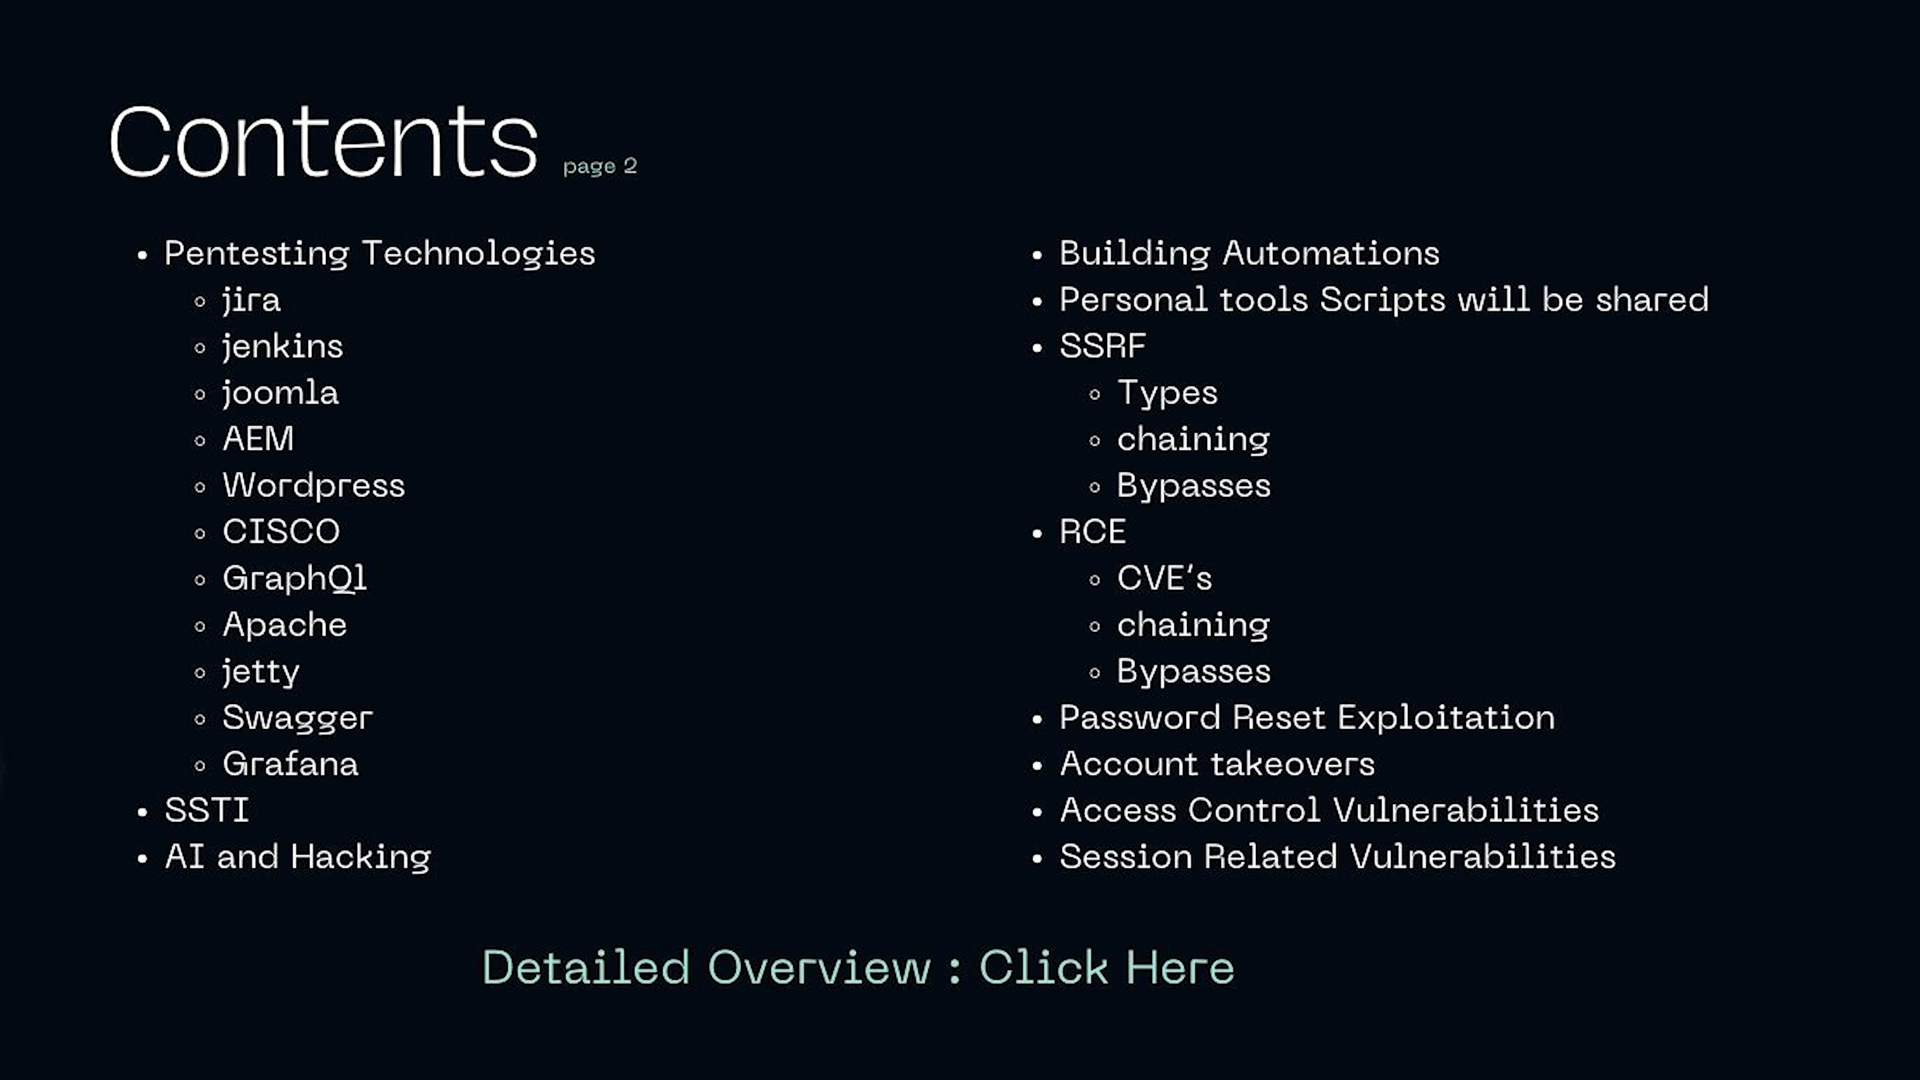 Contents page 2
• Pentesting Technologies
◦ jira
◦ jenkins
◦ joomla
◦ AEM
◦ Wordpress
◦ CISCO
◦ GraphQl
◦ Apache
◦ jetty
◦ Swagger
◦ Grafana
• SSTI
• AI and Hacking
• Building Automations
• Personal tools Scripts will be shared
• SSRF
◦ Types
◦ chaining
◦ Bypasses
• RCE
◦ CVE's
◦ chaining
◦ Bypasses
• Password Reset Exploitation
• Account takeovers
• Access Control Vulnerabilities
• Session Related Vulnerabilities
Detailed Overview : Click Here